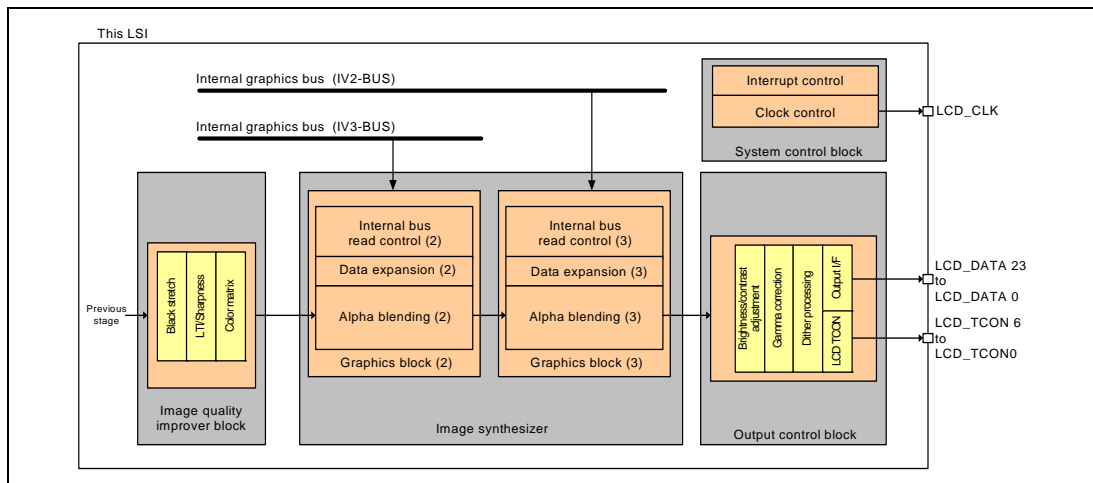 This LSI
Internal graphics bus (IV2-BUS)
Internal graphics bus (IV3-BUS)
Interrupt control
Clock control
System control block
LCD_CLK
Previous
stage
Black stretch
LTI/Sharpness
Color matrix
Image quality
improver block
Internal bus
read control (2)
Data expansion (2)
Alpha blending (2)
Graphics block (2)
Internal bus
read control (3)
Data expansion (3)
Alpha blending (3)
Graphics block (3)
Image synthesizer
Brightness/contrast
adjustment
Gamma correction
Dither processing
Output I/F
LCD TCON
Output control block
LCD_DATA 23
to
LCD_DATA 0
LCD_TCON 6
to
LCD_TCON0